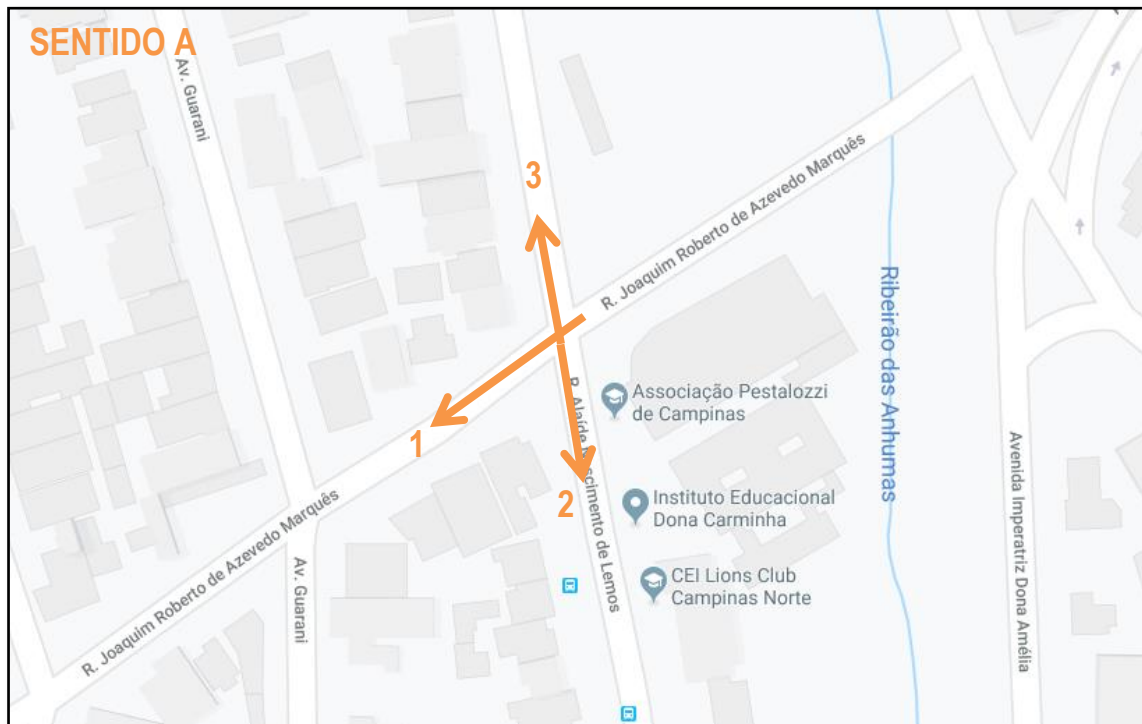 SENTIDO A
Av. Guarani
3
R. Joaquim Roberto de Azevedo Marquês
Ribeirão das Anhumas
Associação Pestalozzi
de Campinas
1
R. Alaíde Nascimento de Lemos
2
Instituto Educacional
Dona Carminha
Avenida Imperatriz Dona Amélia
R. Joaquim Roberto de Azevedo Marquês
Av. Guarani
CEI Lions Club
Campinas Norte